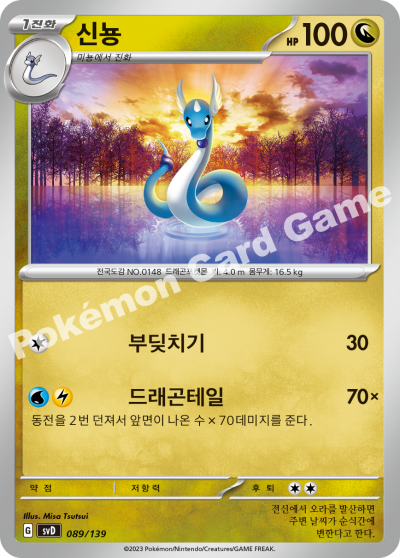 1진화
신뇽
HP 100
미뇽에서 진화
전국도감 NO.0148 드래곤포켓몬 키: 4.0 m 몸무게: 16.5 kg
Pokémon Card Game
부딪치기 30
드래곤테일 70×
동전을 2번 던져서 앞면이 나온 수 × 70데미지를 준다.
약점 저항력 후퇴
Illus. Misa Tsutsui
G svD 089/139
전신에서 오라를 발산하면
주변 날씨가 순식간에
변한다고 한다.
©2023 Pokémon/Nintendo/Creatures/GAME FREAK.